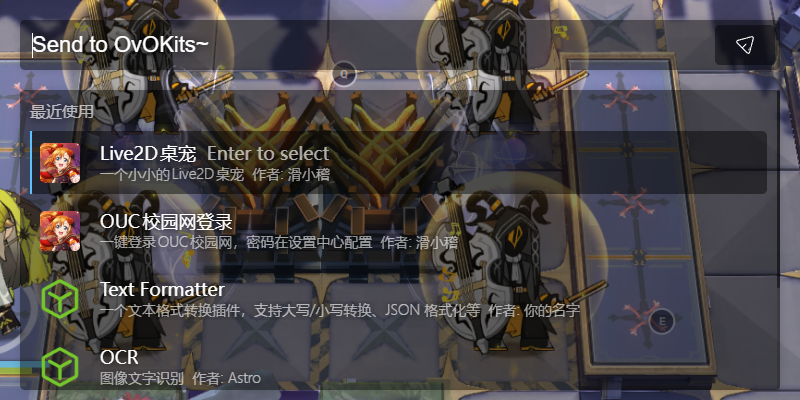 Send to OvOKits~
Q
最近使用
Live2D桌宠 Enter to select
一个小小的Live2D桌宠 作者: 滑小稽
OUC校园网登录
一键登录OUC校园网，密码在设置中心配置 作者: 滑小稽
Text Formatter
一个文本格式转换插件，支持大写/小写转换、JSON 格式化等 作者: 你的名字
E
OCR
图像文字识别 作者: Astro